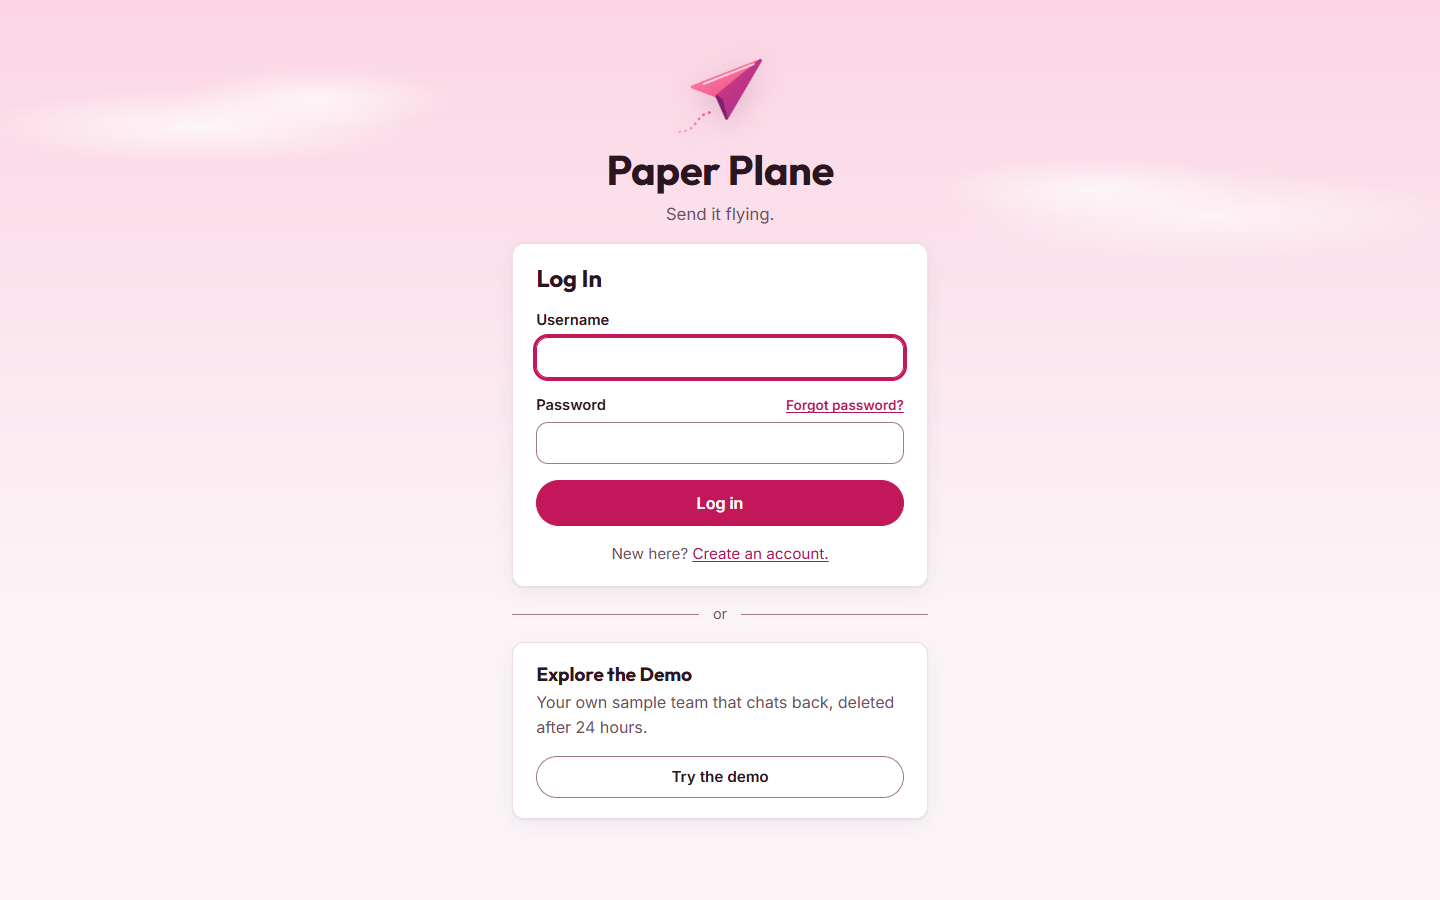 Paper Plane
Send it flying.
Log In
Username
Password
Forgot password?
Log in
New here? Create an account.
or
Explore the Demo
Your own sample team that chats back, deleted
after 24 hours.
Try the demo